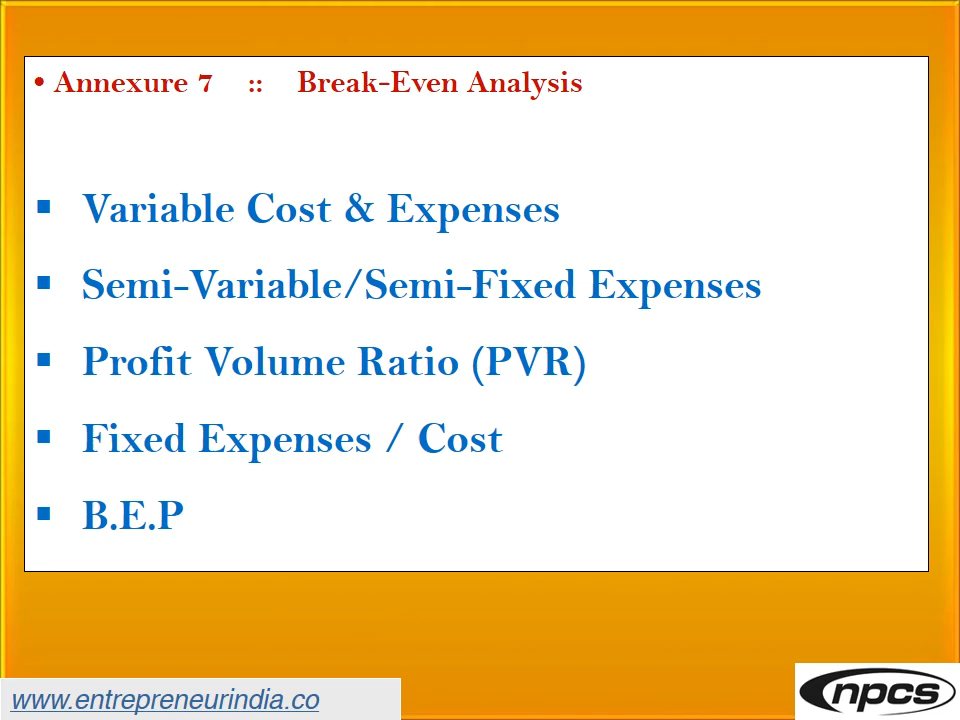 • Annexure 7 :: Break-Even Analysis
▪ Variable Cost & Expenses
▪ Semi-Variable/Semi-Fixed Expenses
▪ Profit Volume Ratio (PVR)
▪ Fixed Expenses / Cost
▪ B.E.P
www.entrepreneurindia.co
npcs